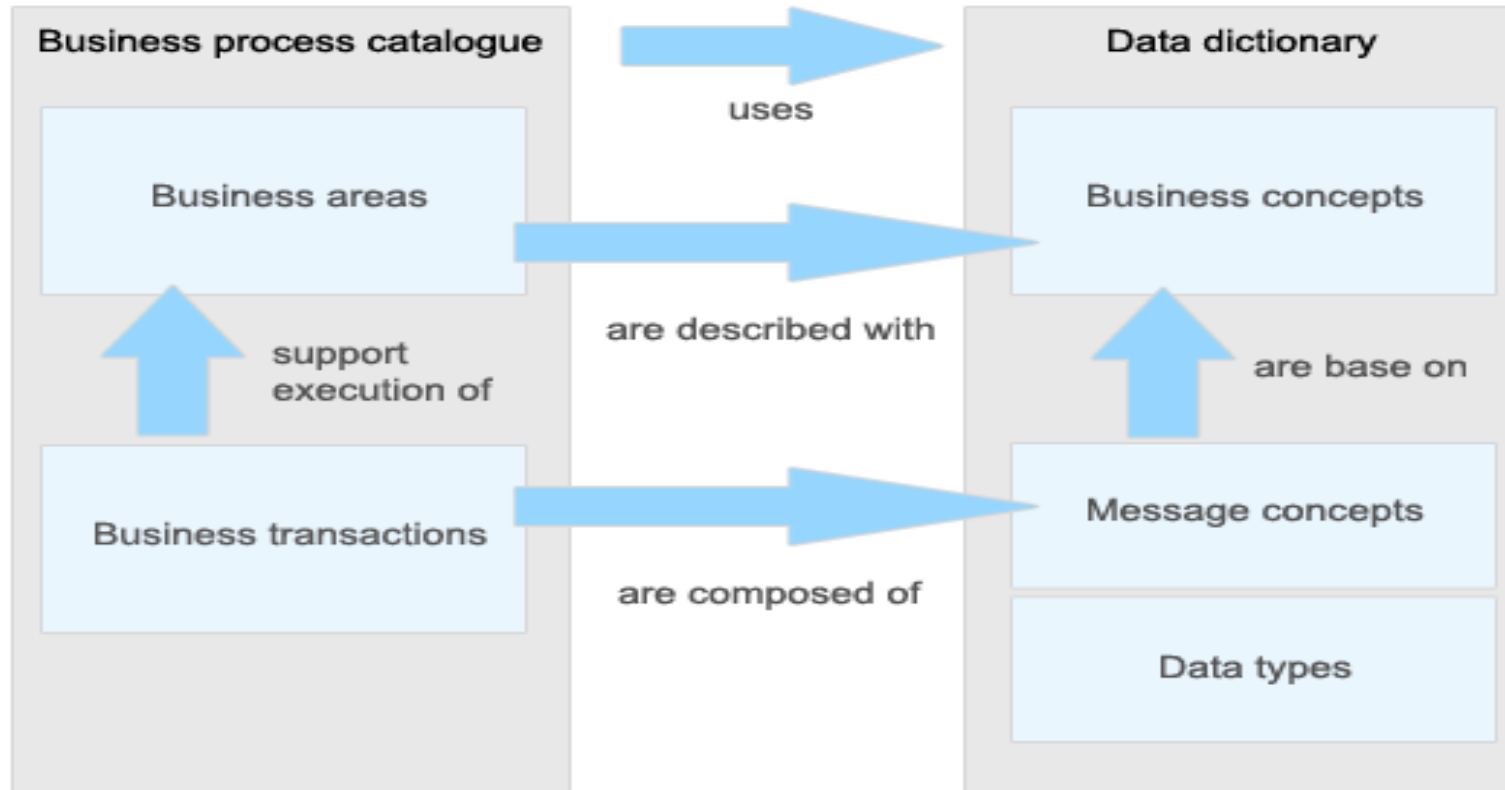 Business process catalogue
Data dictionary
uses
Business areas
Business concepts
are described with
support
execution of
are base on
Business transactions
Message concepts
are composed of
Data types